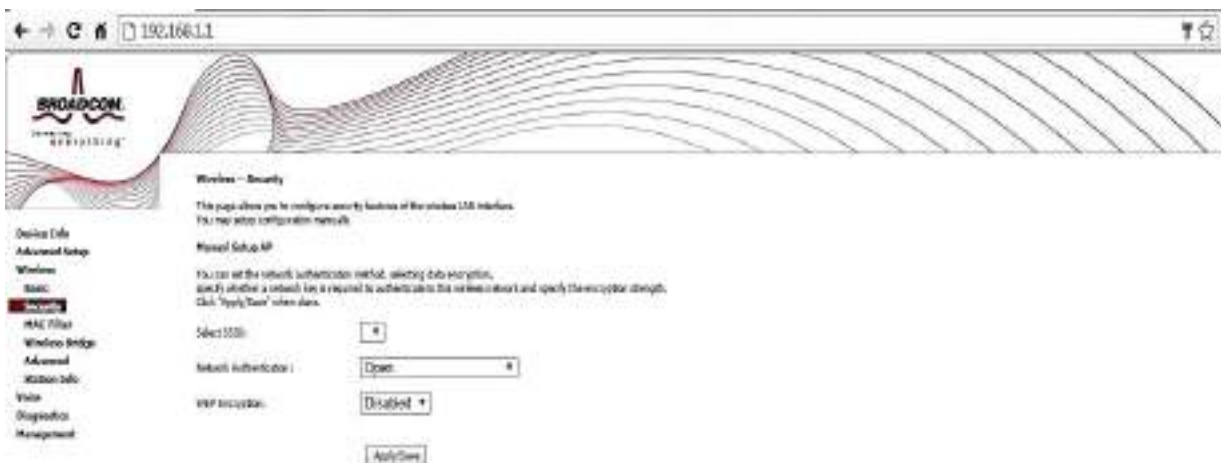 192.168.1.1
BROADCOM
everything
Wireless -- Security
This page allows you to configure security features of the wireless LAN interface.
You may setup configuration manually
Manual Setup AP
You can set the network authentication method, selecting data encryption,
specify whether a network key is required to authenticate to this wireless network and specify the encryption strength.
Click "Apply/Save" when done.
Device Info
Advanced Setup
Wireless
Basic
Security
MAC Filter
Wireless Bridge
Advanced
Station Info
Voice
Diagnostics
Management
Select SSID:
Network Authentication:
Open
WEP Encryption:
Disabled
Apply/Save